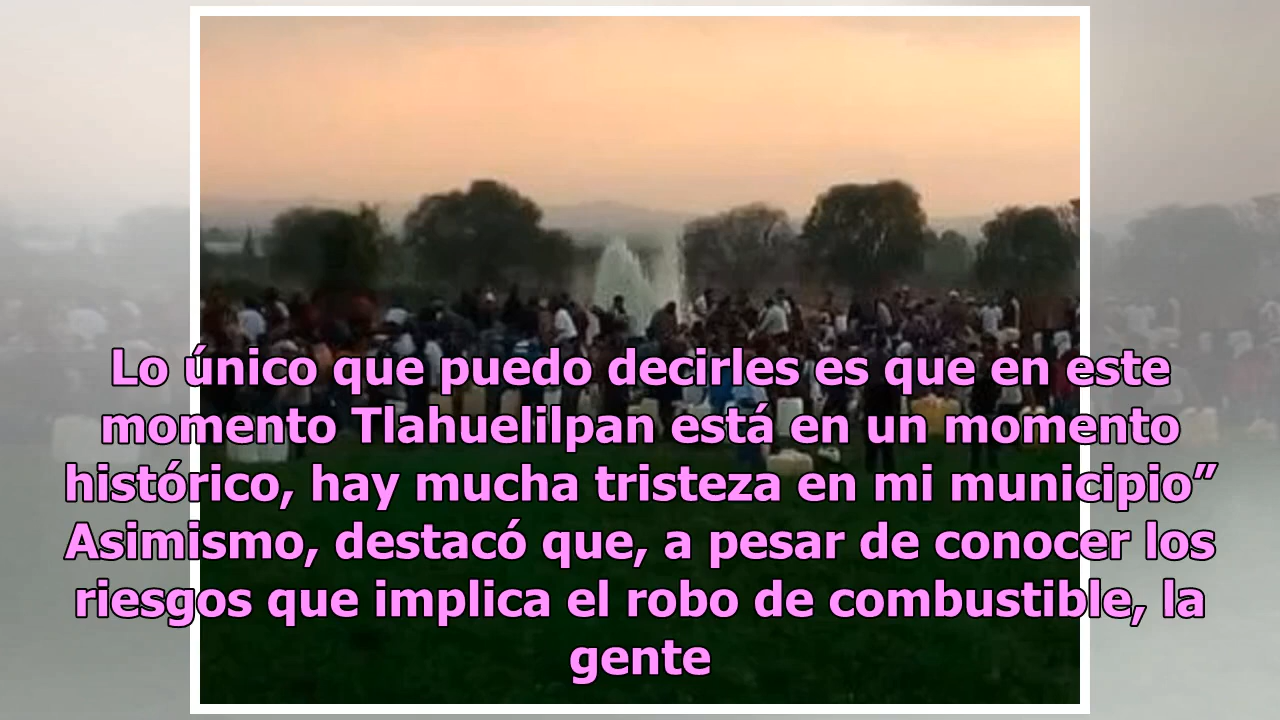 Lo único que puedo decirles es que en este
momento Tlahuelilpan está en un momento
histórico, hay mucha tristeza en mi municipio”
Asimismo, destacó que, a pesar de conocer los
riesgos que implica el robo de combustible, la
gente